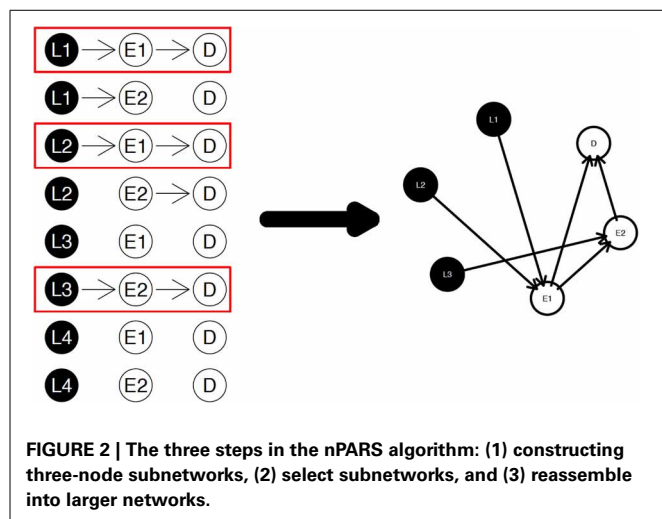 L1 E1 D
L1 E2 D
L2 E1 D
L2 E2 D
L3 E1 D
L3 E2 D
L4 E1 D
L4 E2 D
L1
D
L2
E2
L3
E1
FIGURE 2 | The three steps in the nPARS algorithm: (1) constructing
three-node subnetworks, (2) select subnetworks, and (3) reassemble
into larger networks.